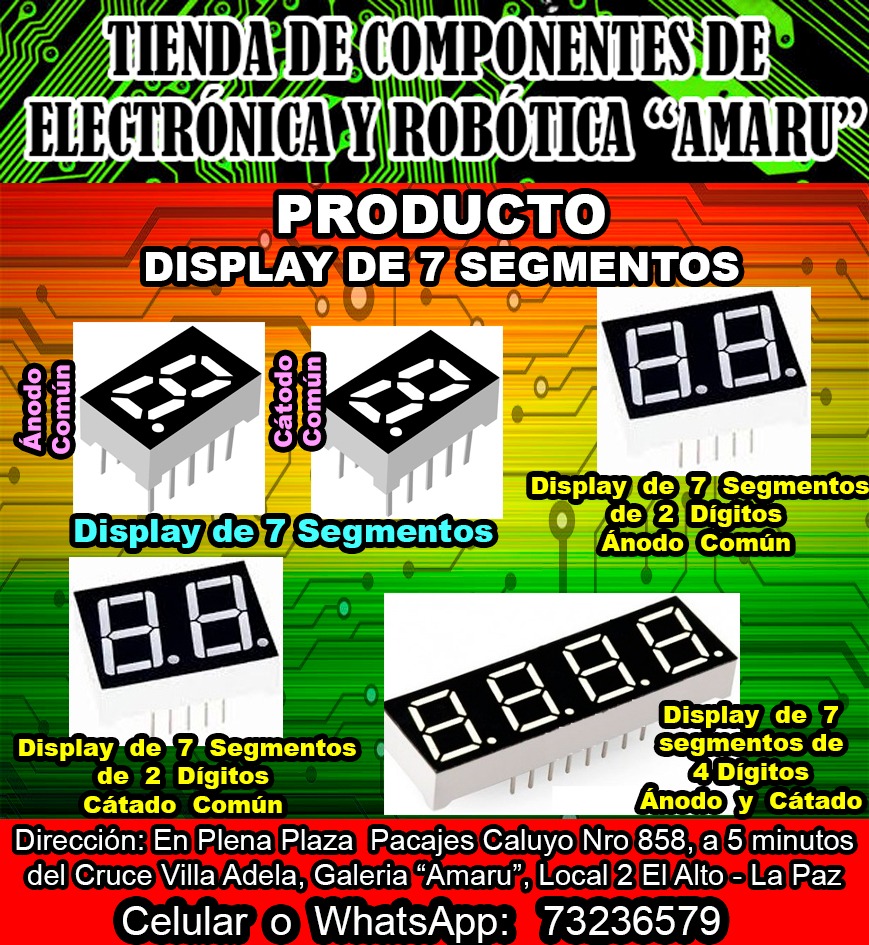 TIENDA DE COMPONENTES DE
ELECTRÓNICA Y ROBÓTICA “AMARU”
PRODUCTO
DISPLAY DE 7 SEGMENTOS
Ánodo
Común
Cátodo
Común
Display de 7 Segmentos
Display de 7 Segmentos
de 2 Dígitos
Ánodo Común
Display de 7 Segmentos
de 2 Dígitos
Cátado Común
Display de 7
segmentos de
4 Dígitos
Ánodo y Cátado
Dirección: En Plena Plaza Pacajes Caluyo Nro 858, a 5 minutos
del Cruce Villa Adela, Galeria “Amaru”, Local 2 El Alto - La Paz
Celular o WhatsApp: 73236579